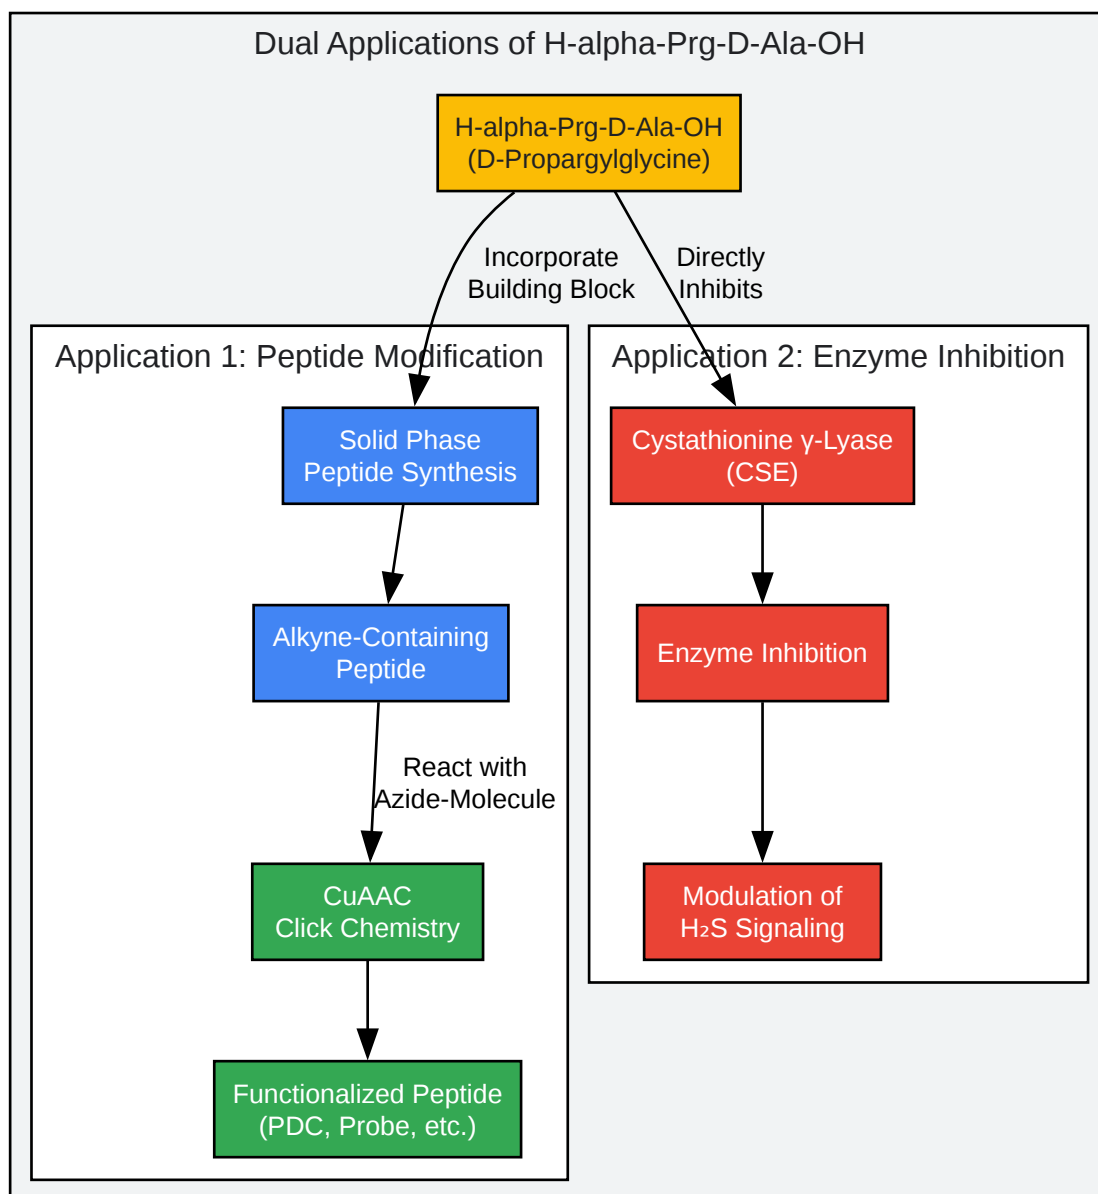 Dual Applications of H-alpha-Prg-D-Ala-OH
H-alpha-Prg-D-Ala-OH
(D-Propargylglycine)
Incorporate
Building Block
Directly
Inhibits
Application 1: Peptide Modification
Solid Phase
Peptide Synthesis
Alkyne-Containing
Peptide
React with
Azide-Molecule
CuAAC
Click Chemistry
Functionalized Peptide
(PDC, Probe, etc.)
Application 2: Enzyme Inhibition
Cystathionine γ-Lyase
(CSE)
Enzyme Inhibition
Modulation of
H₂S Signaling